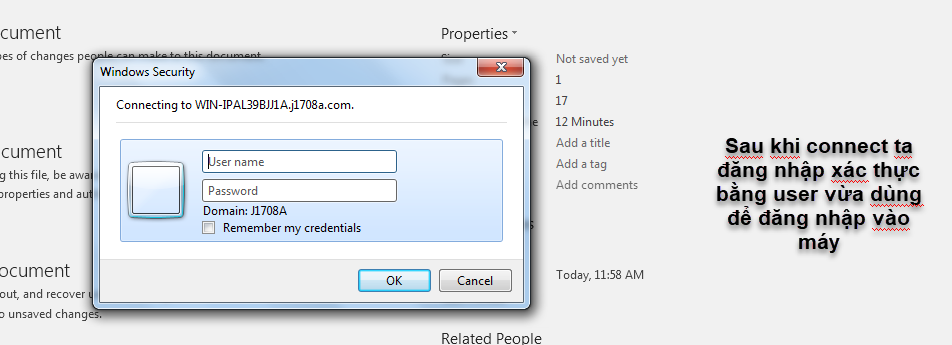 ocument
pes of changes people can make to this document.
Properties
Not saved yet
1
17
12 Minutes
Add a title
Add a tag
Add comments
Windows Security
Connecting to WIN-IPAL39BJJ1A.j1708a.com.
User name
Password
Domain: J1708A
Remember my credentials
OK
Cancel
ocument
ng this file, be awar
properties and aut
Today, 11:58 AM
ocument
out, and recover u
o unsaved changes.
Related People
Sau khi connect ta
đăng nhập xác thực
bằng user vừa dùng
để đăng nhập vào
máy